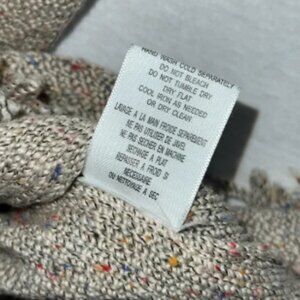 HAND WASH COLD SEPARATELY
DO NOT BLEACH
DO NOT TUMBLE DRY
DRY FLAT
COOL IRON AS NEEDED
OR DRY CLEAN
LAVAGE A LA MAIN FROIDE SEPAREMENT
NE PAS UTILISER DE JAVEL
NE PAS SECHER EN MACHINE
SECHAGE A PLAT
REPASSER A FROID SI
NECESSAIRE
OU NETTOYAGE A SEC